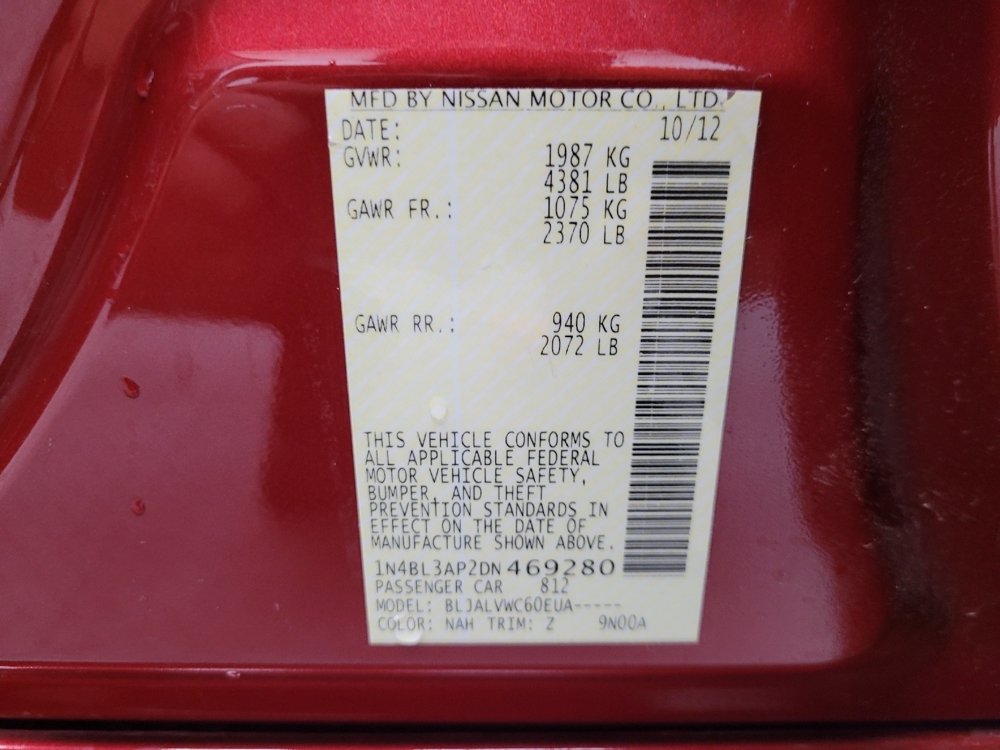 MFD BY NISSAN MOTOR CO., LTD.
DATE: 10/12
GVWR: 1987 KG
4381 LB
GAWR FR.: 1075 KG
2370 LB
GAWR RR.: 940 KG
2072 LB
THIS VEHICLE CONFORMS TO
ALL APPLICABLE FEDERAL
MOTOR VEHICLE SAFETY,
BUMPER, AND THEFT
PREVENTION STANDARDS IN
EFFECT ON THE DATE OF
MANUFACTURE SHOWN ABOVE.
1N4BL3AP2DN469280
PASSENGER CAR 812
MODEL: BLJALVWC60EUA-----
COLOR: NAH TRIM: Z 9N00A